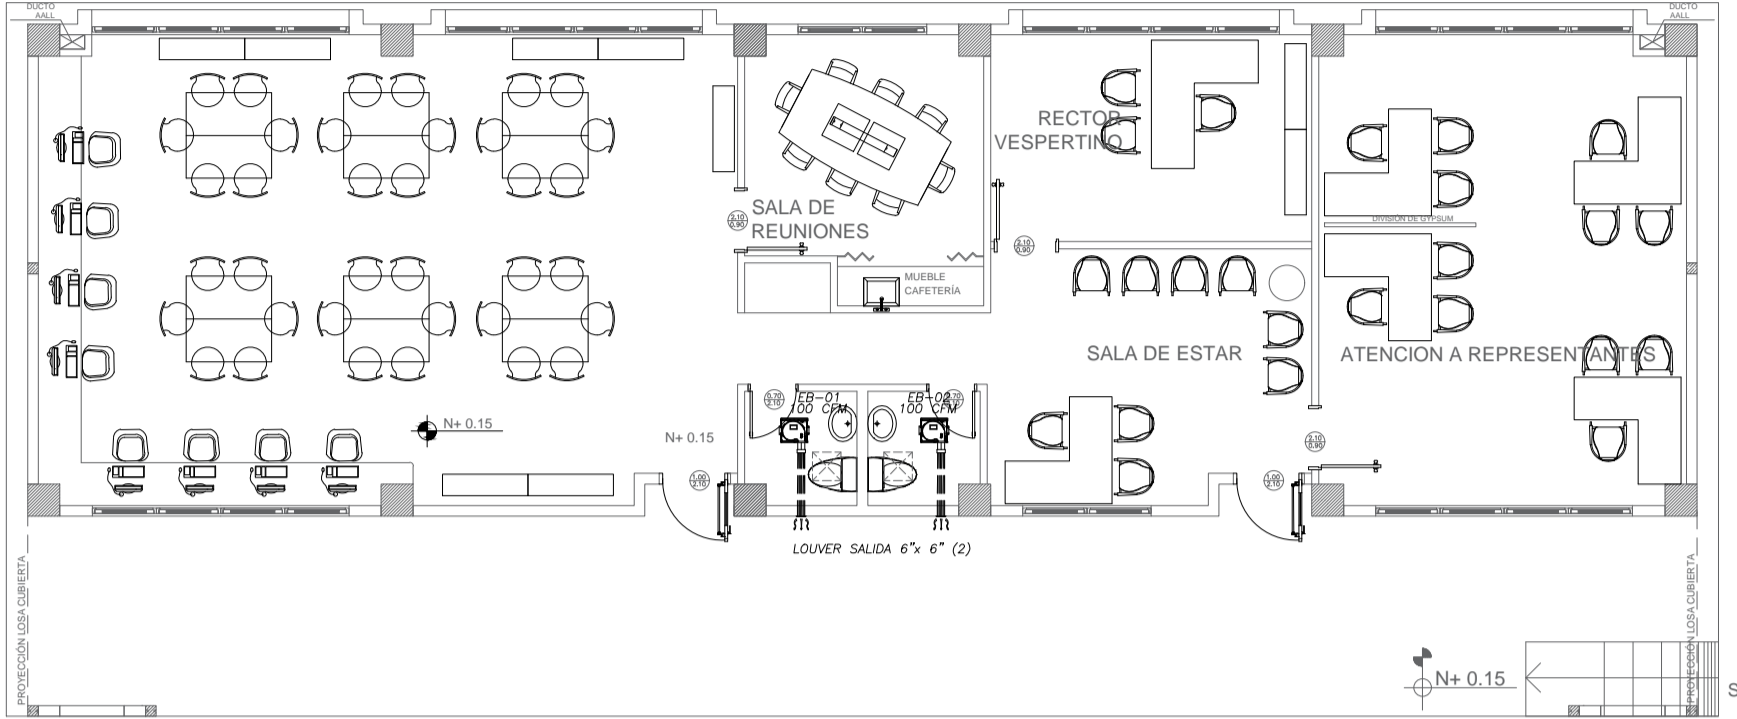 DUCTO
AALL
DUCTO
AALL
RECTOR
VESPERTINO
SALA DE
REUNIONES
2.10
0.90
DIVISIÓN DE GYPSUM
2.10
0.90
MUEBLE
CAFETERÍA
SALA DE ESTAR
ATENCION A REPRESENTANTES
0.70
2.10
EB-01
100 CFM
EB-02
100 CFM
0.70
2.10
N+ 0.15
N+ 0.15
2.10
0.90
1.00
2.10
1.00
2.10
LOUVER SALIDA 6"x 6" (2)
PROYECCIÓN LOSA CUBIERTA
PROYECCIÓN LOSA CUBIERTA
N+ 0.15
S